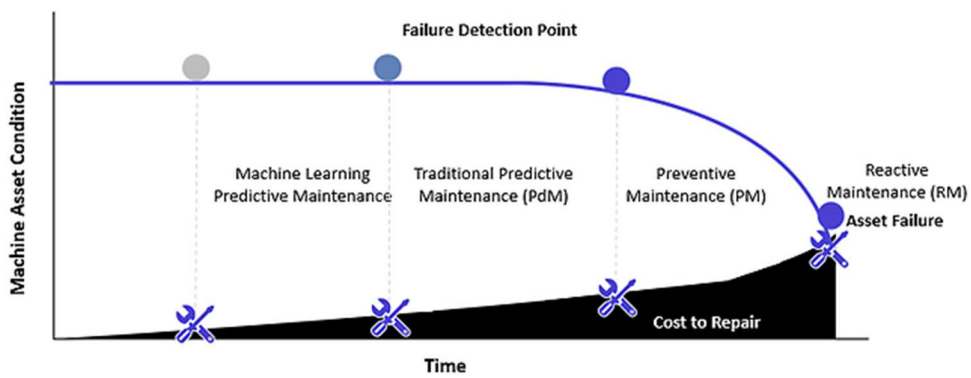 Failure Detection Point
Machine Asset Condition
Machine Learning
Predictive Maintenance
Traditional Predictive
Maintenance (PdM)
Preventive
Maintenance (PM)
Reactive
Maintenance (RM)
Asset Failure
Cost to Repair
Time